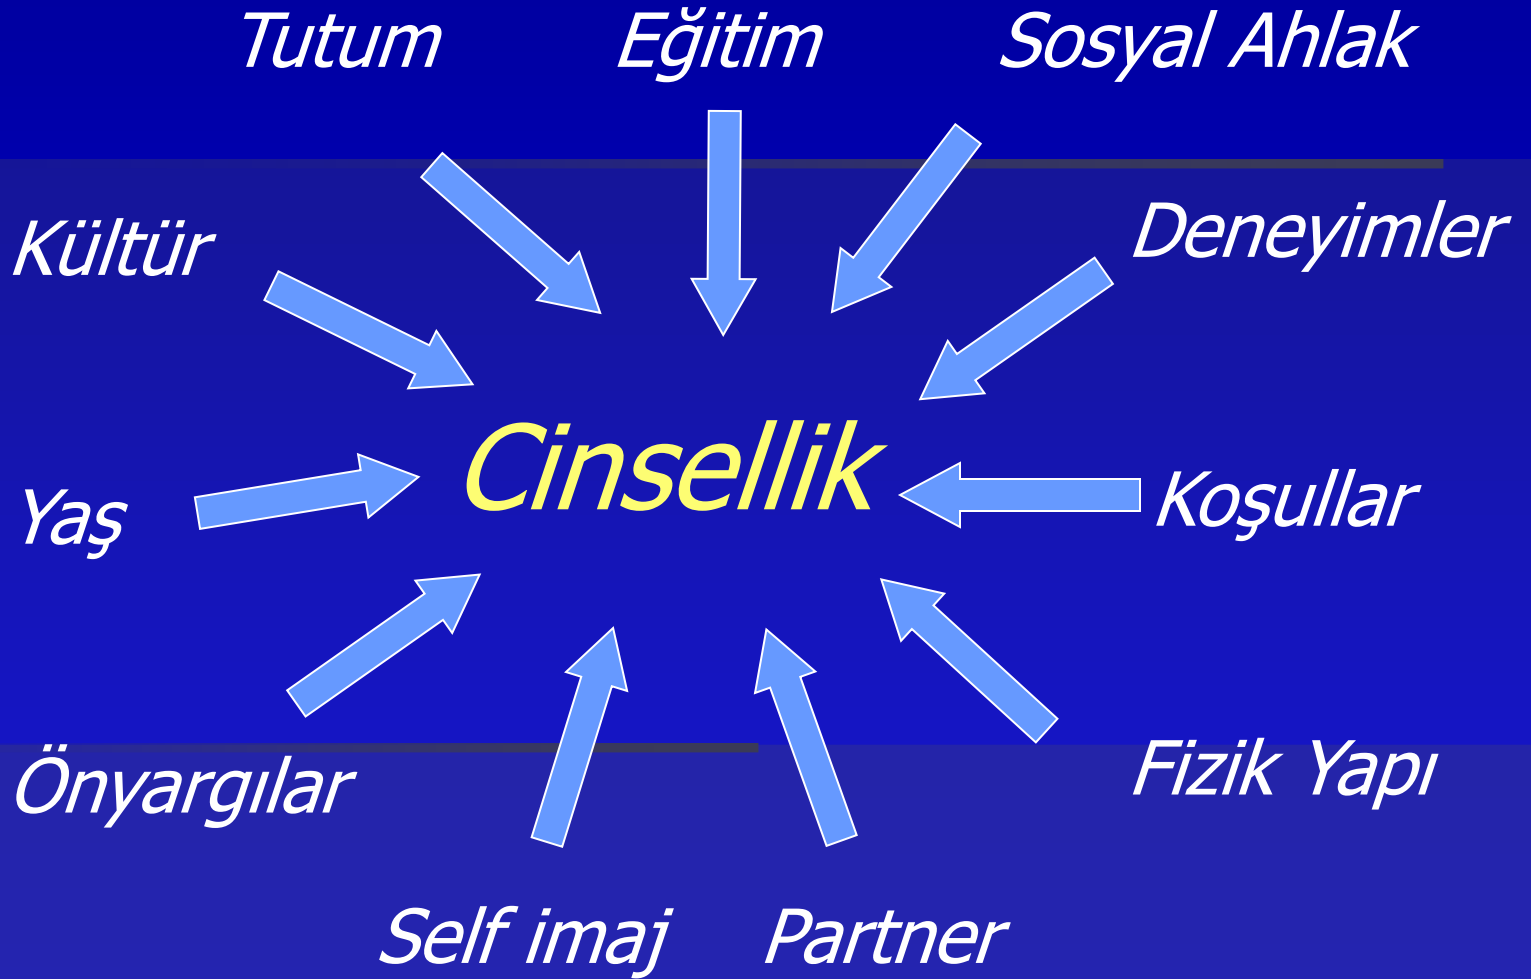 Tutum
Eğitim
Sosyal Ahlak
Kültür
Deneyimler
Cinsellik
Yaş
Koşullar
Önyargılar
Fizik Yapı
Self imaj
Partner